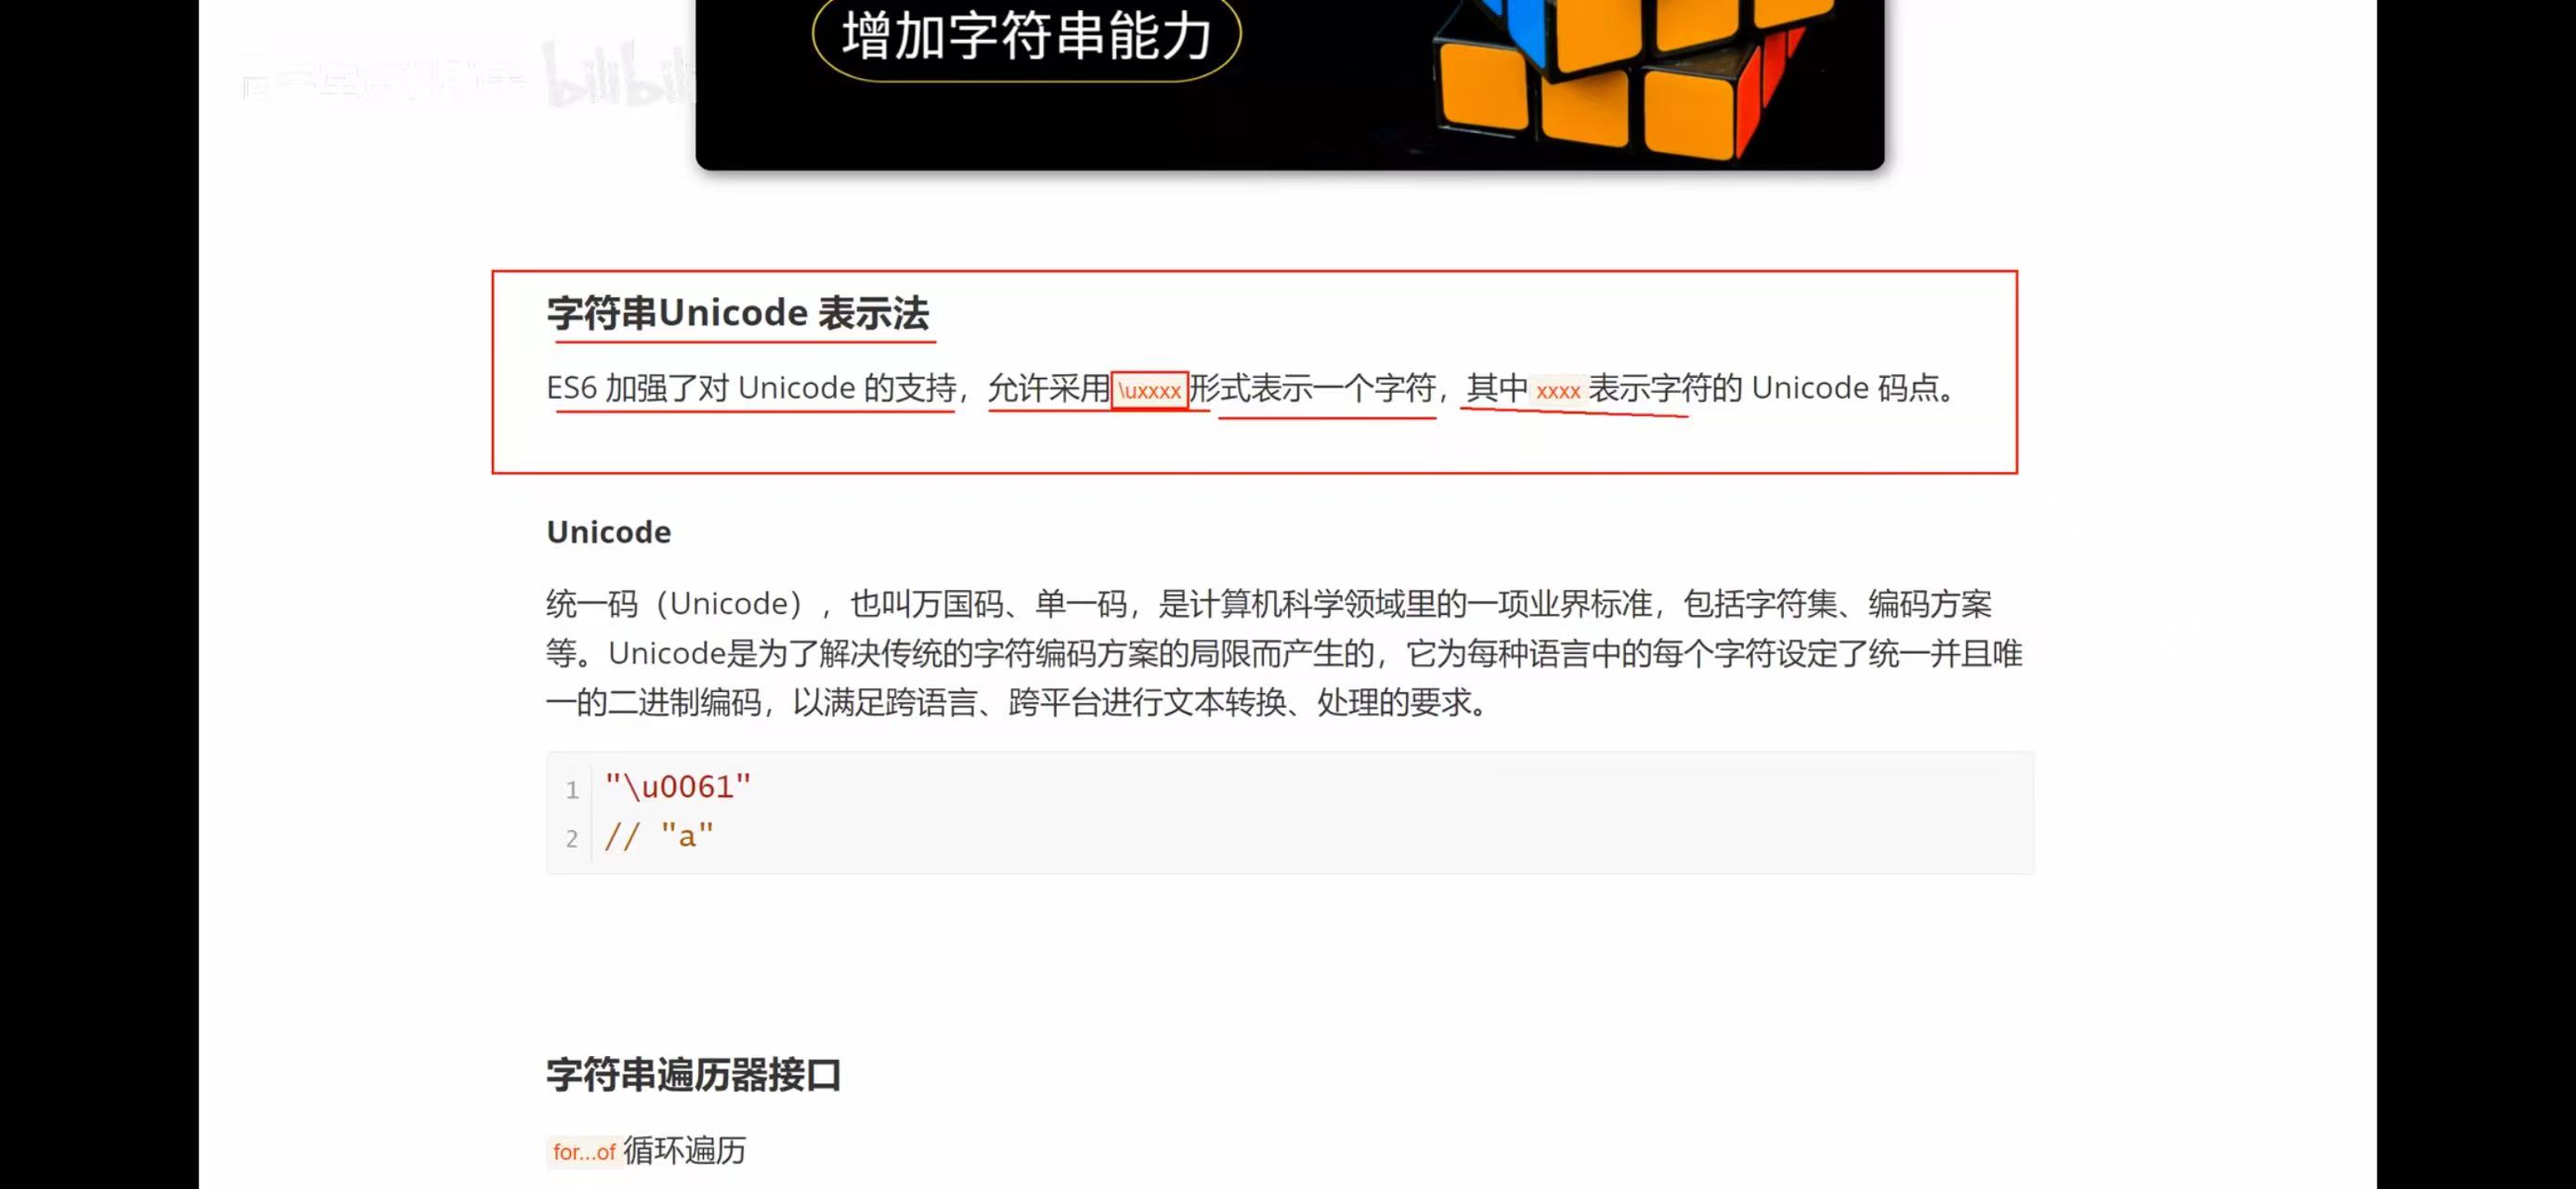 增加字符串能力
字符串Unicode 表示法
ES6 加强了对 Unicode 的支持，允许采用\uxxxx形式表示一个字符，其中 xxxx 表示字符的 Unicode 码点。
Unicode
统一码（Unicode），也叫万国码、单一码，是计算机科学领域里的一项业界标准，包括字符集、编码方案
等。Unicode是为了解决传统的字符编码方案的局限而产生的，它为每种语言中的每个字符设定了统一并且唯
一的二进制编码，以满足跨语言、跨平台进行文本转换、处理的要求。
1 "\u0061"
2 // "a"
字符串遍历器接口
for...of 循环遍历